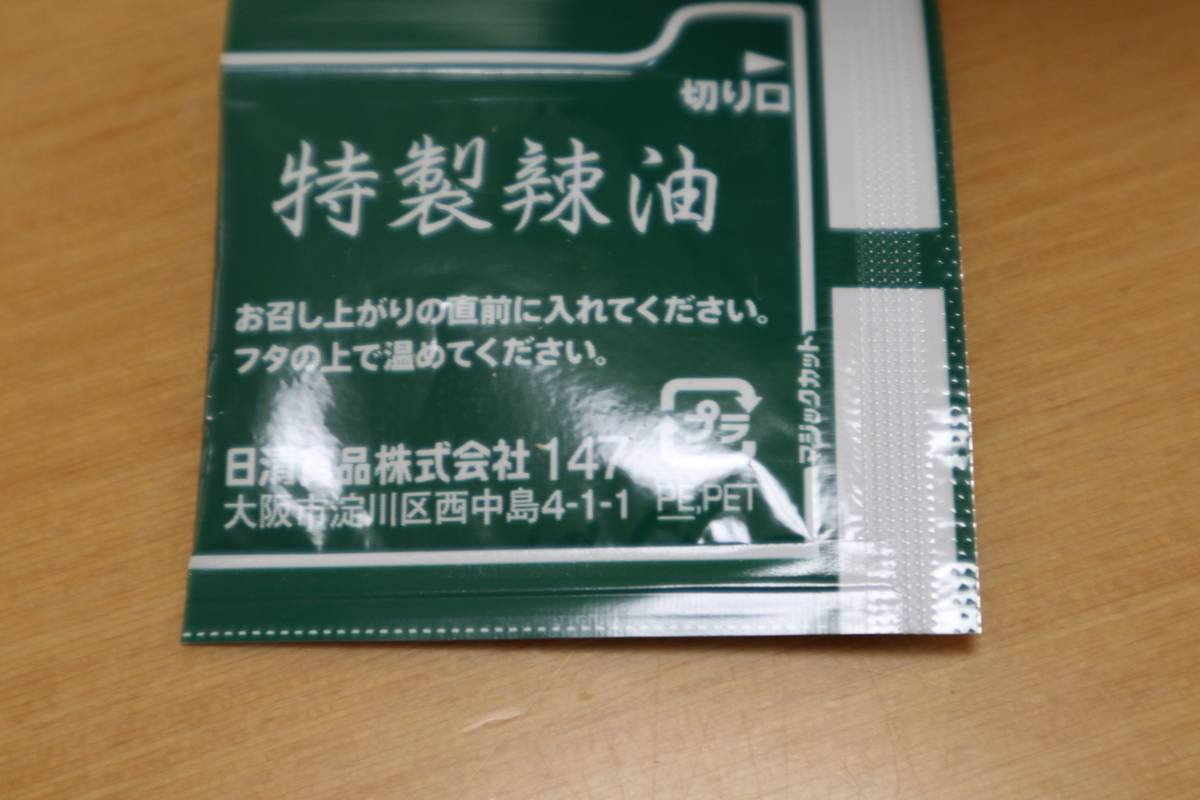 切り口
特製辣油
お召し上がりの直前に入れてください。
フタの上で温めてください。
マジックカット
プラ
日清食品株式会社 147
大阪市淀川区西中島4-1-1
PE,PET